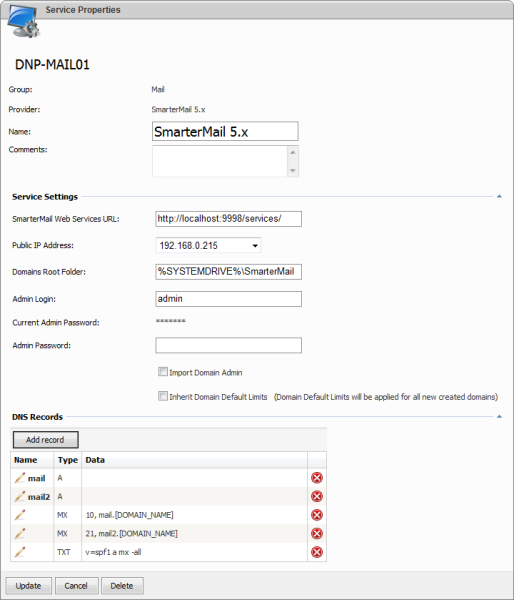 Service Properties
DNP-MAIL01
Group: Mail
Provider: SmarterMail 5.x
Name: SmarterMail 5.x
Comments:
Service Settings
SmarterMail Web Services URL: http://localhost:9998/services/
Public IP Address: 192.168.0.215
Domains Root Folder: %SYSTEMDRIVE%\SmarterMail
Admin Login: admin
Current Admin Password: *******
Admin Password:
Import Domain Admin
Inherit Domain Default Limits (Domain Default Limits will be applied for all new created domains)
DNS Records
Add record
Name Type Data
mail A
mail2 A
MX 10, mail.[DOMAIN_NAME]
MX 21, mail2.[DOMAIN_NAME]
TXT v=spf1 a mx -all
Update Cancel Delete